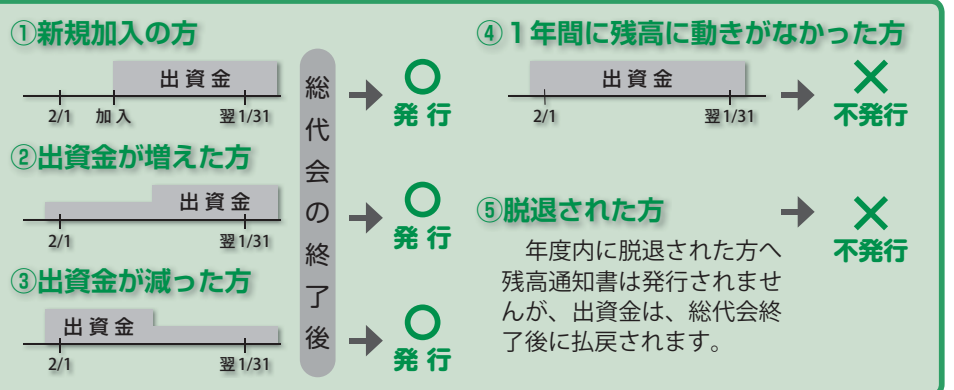 ①新規加入の方
出資金
2/1 加入 翌1/31
②出資金が増えた方
出資金
2/1 翌1/31
③出資金が減った方
出資金
2/1 翌1/31
総代会の終了後
○
発行
○
発行
○
発行
④1年間に残高に動きがなかった方
出資金
2/1 翌1/31
×
不発行
⑤脱退された方
年度内に脱退された方へ
残高通知書は発行されませ
んが、出資金は、総代会終
了後に払戻されます。
×
不発行